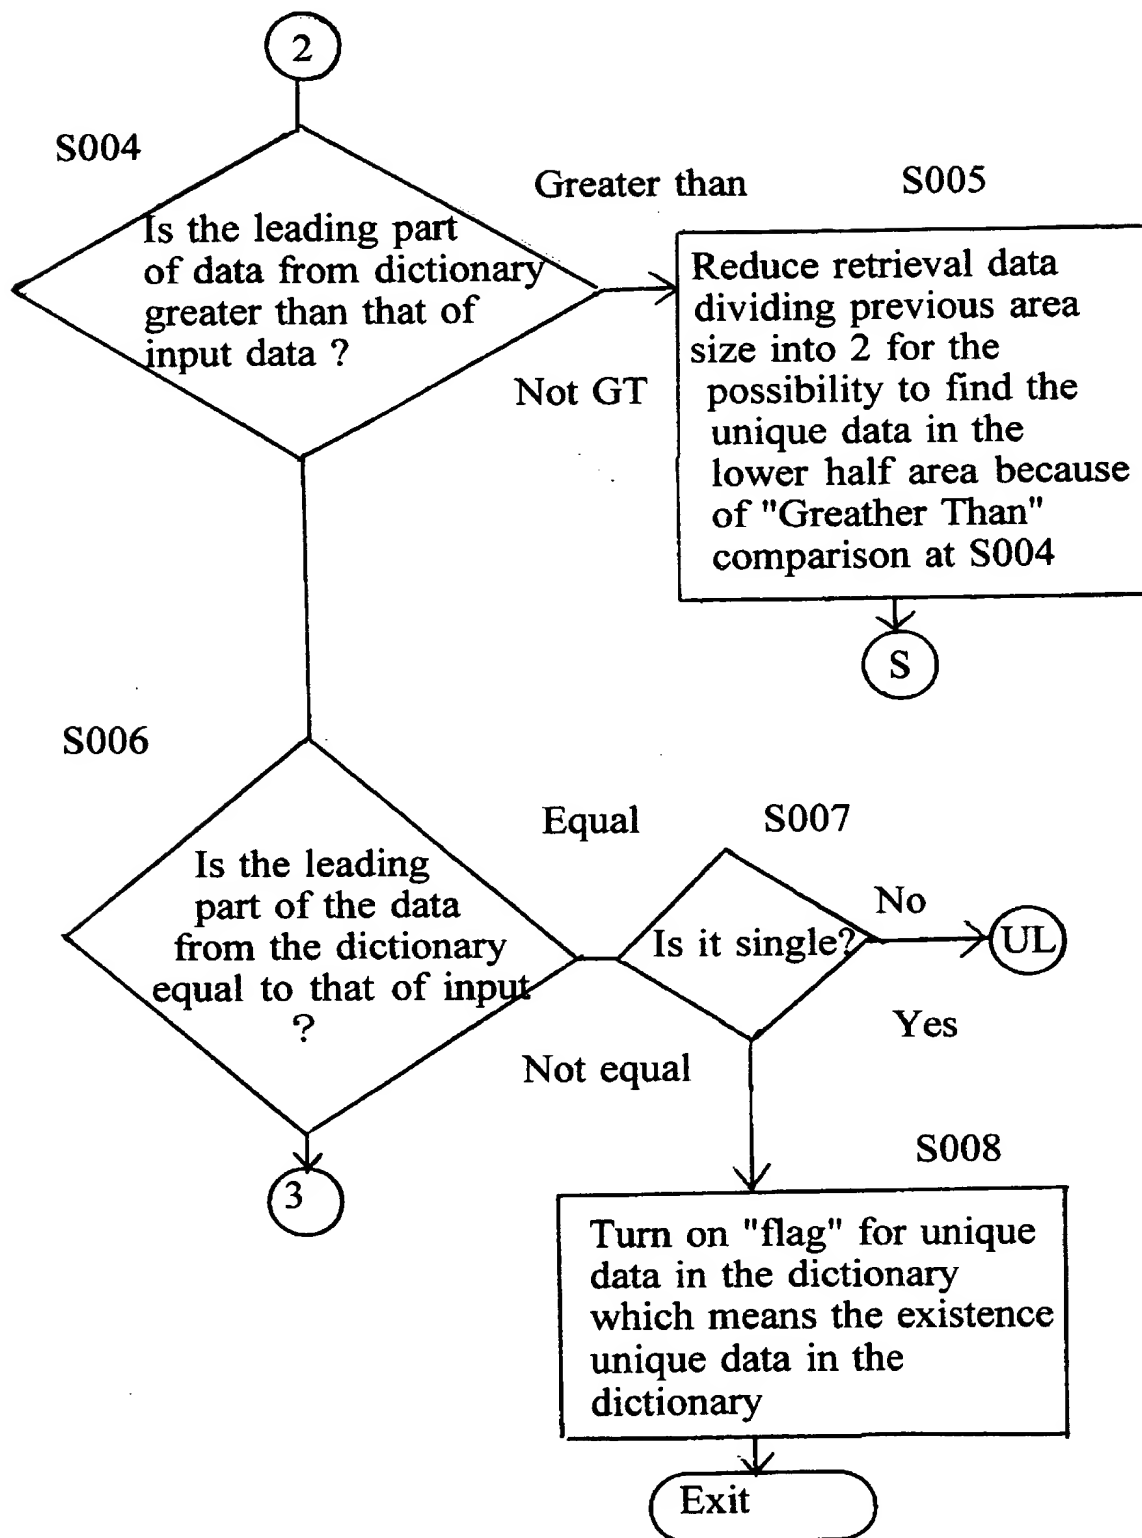 2
S004
Is the leading part
of data from dictionary
greater than that of
input data ?
Greater than
Not GT
S005
Reduce retrieval data
dividing previous area
size into 2 for the
possibility to find the
unique data in the
lower half area because
of "Greather Than"
comparison at S004
S
S006
Is the leading
part of the data
from the dictionary
equal to that of input
?
Equal
Not equal
3
S007
Is it single?
No
UL
Yes
S008
Turn on "flag" for unique
data in the dictionary
which means the existence
unique data in the
dictionary
Exit